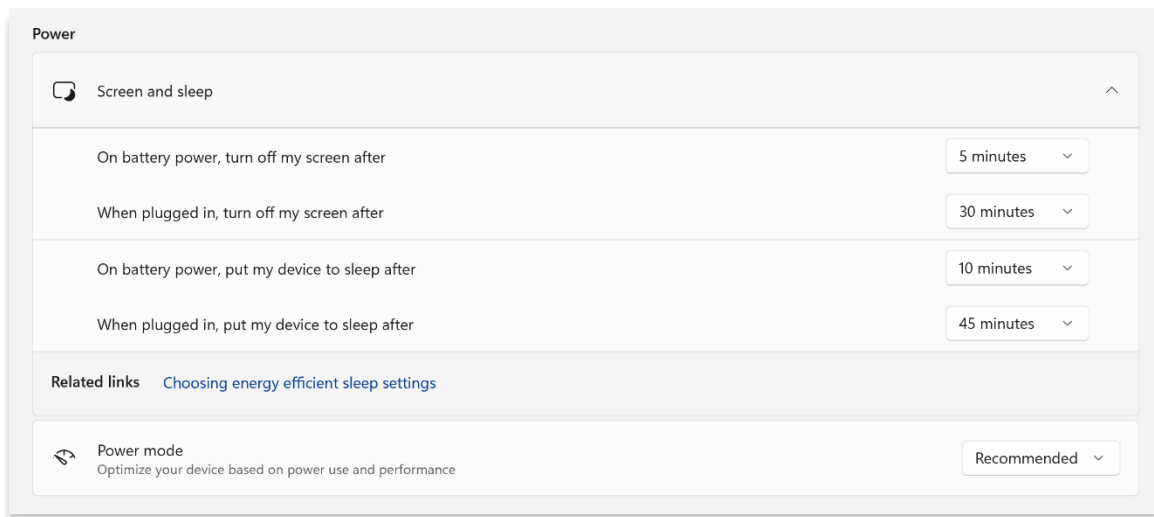 Power
Screen and sleep
On battery power, turn off my screen after
5 minutes
When plugged in, turn off my screen after
30 minutes
On battery power, put my device to sleep after
10 minutes
When plugged in, put my device to sleep after
45 minutes
Related links Choosing energy efficient sleep settings
Power mode
Optimize your device based on power use and performance
Recommended